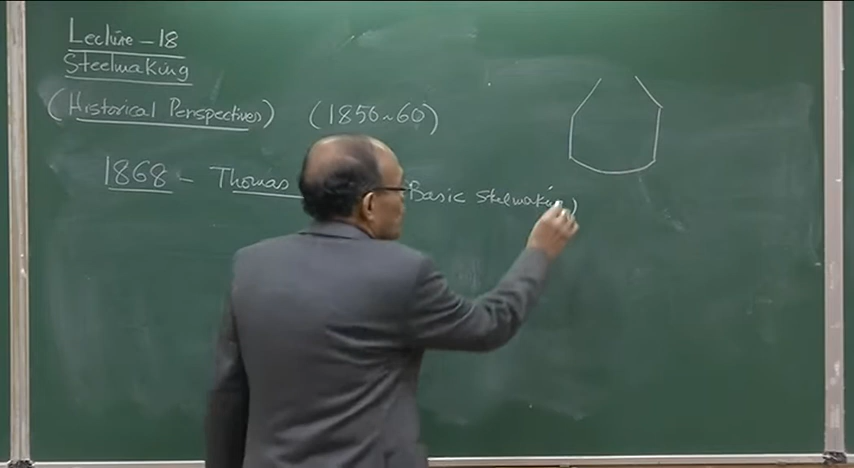 Lecture - 18
Steelmaking
(Historical Perspectives) (1856~60)
1868 - Thomas Basic Steelmaking)